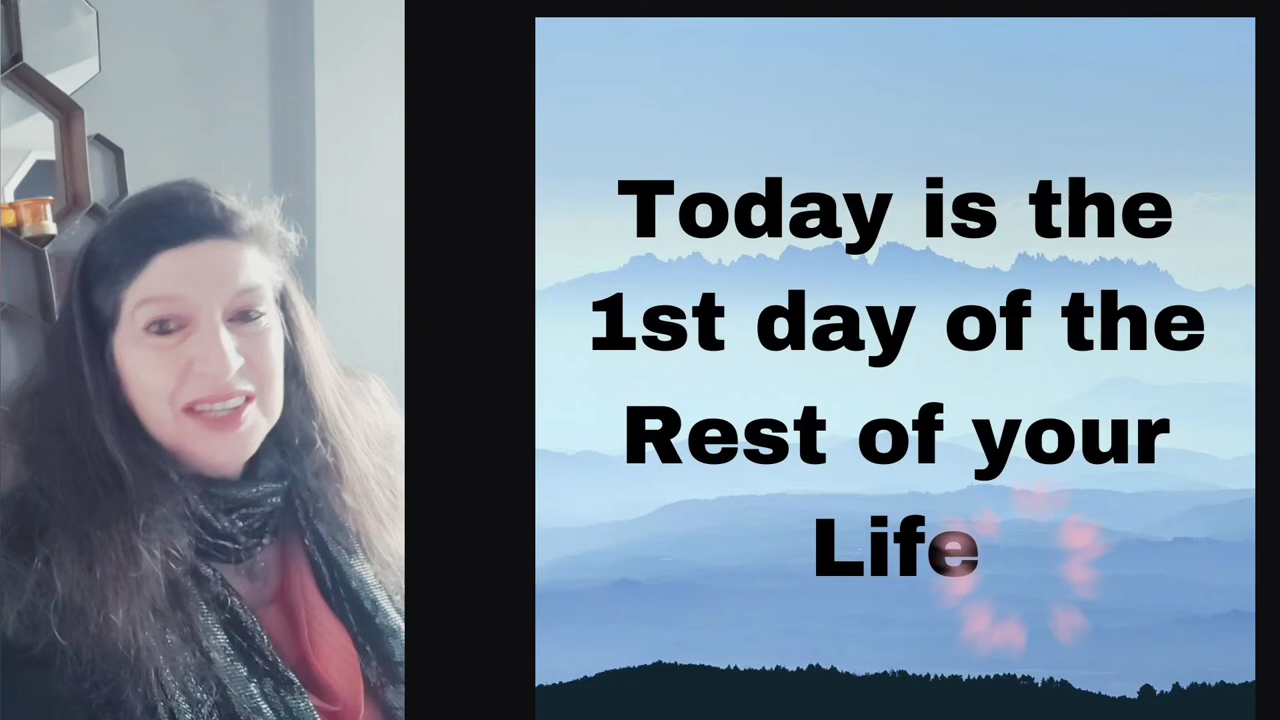 Today is the
1st day of the
Rest of your
Life